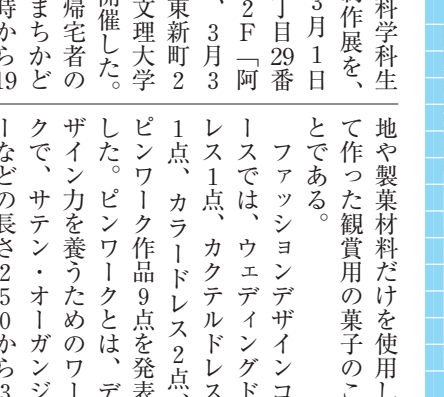 科学科生
作展を、
3月1日
丁目29番
2F「阿
、3月3
東新町2
文理大学
開催した。
帰宅者の
まちかど
時から19
地や製菓材料だけを使用し
て作った観賞用の菓子のこ
とである。
　ファッションデザインコ
ースでは、ウェディングド
レス1点、カクテルドレス
1点、カラードレス2点、
ピンワーク作品9点を発表
した。ピンワークとは、デ
ザイン力を養うためのワー
クで、サテン・オーガンジ
ーなどの長さ250から3